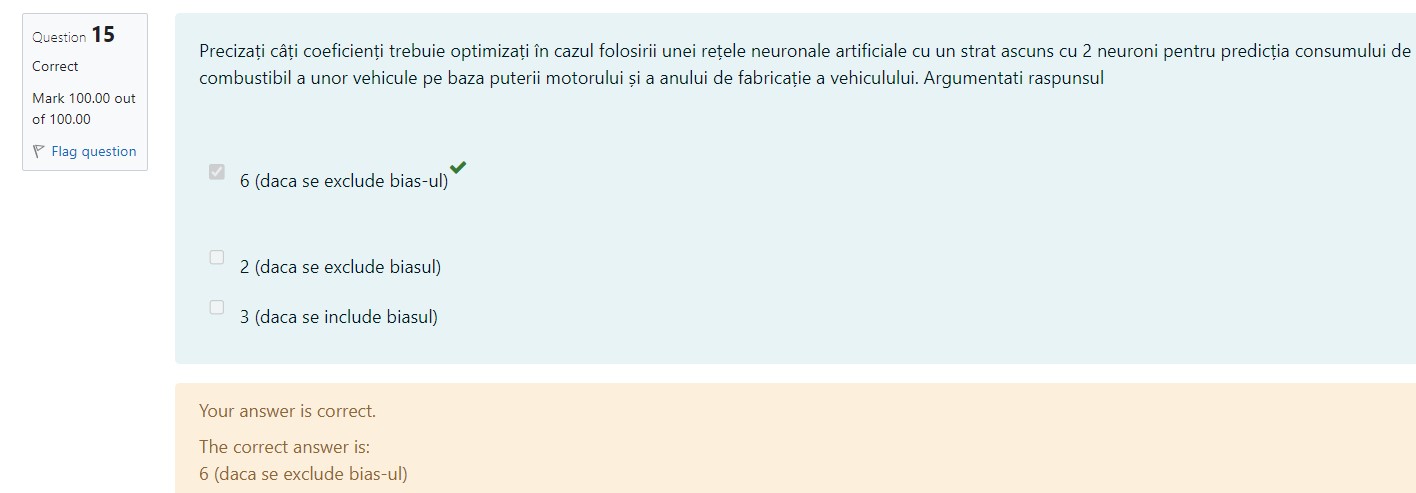 Question 15
Correct
Mark 100.00 out
of 100.00
Flag question
Precizați câți coeficienți trebuie optimizați în cazul folosirii unei rețele neuronale artificiale cu un strat ascuns cu 2 neuroni pentru predicția consumului de
combustibil a unor vehicule pe baza puterii motorului și a anului de fabricație a vehiculului. Argumentati raspunsul
6 (daca se exclude bias-ul)
2 (daca se exclude biasul)
3 (daca se include biasul)
Your answer is correct.
The correct answer is:
6 (daca se exclude bias-ul)